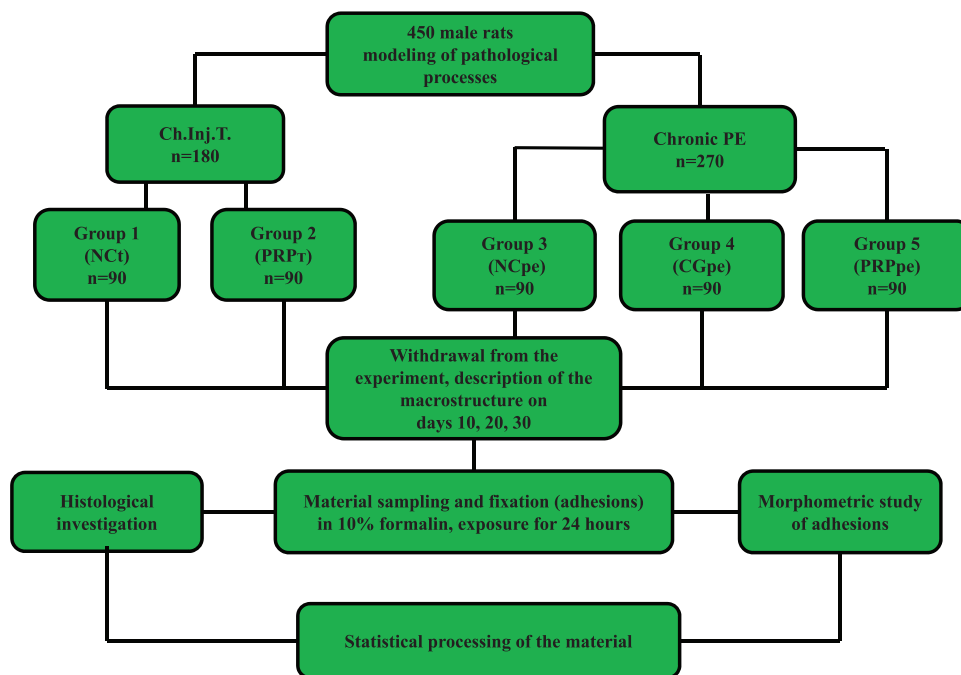 450 male rats
modeling of pathological
processes
Ch.Inj.T.
n=180
Chronic PE
n=270
Group 1
(NCt)
n=90
Group 2
(PRPт)
n=90
Group 3
(NCpe)
n=90
Group 4
(CGpe)
n=90
Group 5
(PRPpe)
n=90
Withdrawal from the
experiment, description of the
macrostructure on
days 10, 20, 30
Histological
investigation
Material sampling and fixation (adhesions)
in 10% formalin, exposure for 24 hours
Morphometric study
of adhesions
Statistical processing of the material